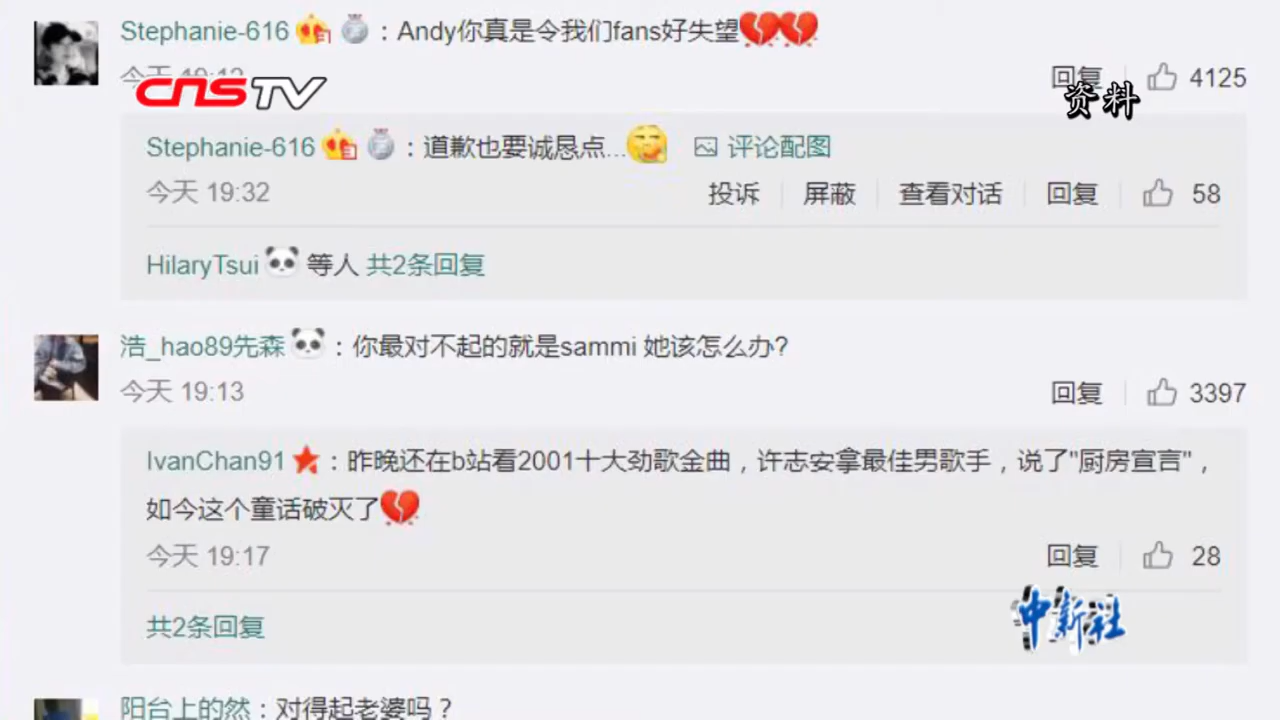 Stephanie-616：Andy你真是令我们fans好失望
今天 19:12
回复 4125
CNSTV
资料
Stephanie-616：道歉也要诚恳点... 评论配图
今天 19:32
投诉 屏蔽 查看对话 回复 58
HilaryTsui 等人 共2条回复
浩_hao89先森：你最对不起的就是sammi 她该怎么办?
今天 19:13
回复 3397
IvanChan91：昨晚还在b站看2001十大劲歌金曲，许志安拿最佳男歌手，说了"厨房宣言"，
如今这个童话破灭了
今天 19:17
回复 28
中新社
共2条回复
阳台上的然：对得起老婆吗？